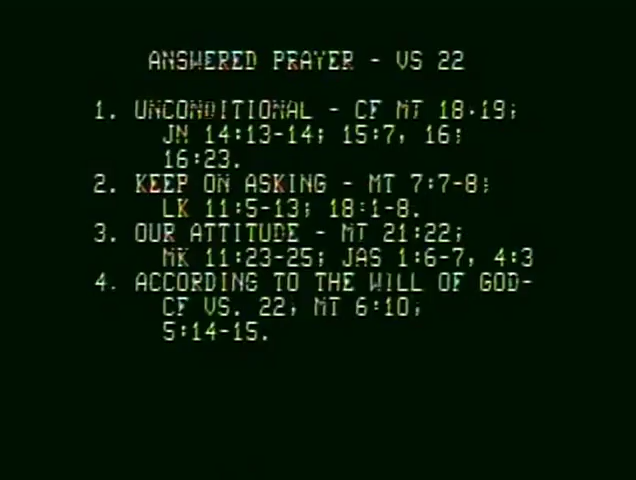 ANSWERED PRAYER - VS 22
1. UNCONDITIONAL - CF MT 18:19;
JN 14:13-14; 15:7, 16;
16:23.
2. KEEP ON ASKING - MT 7:7-8;
LK 11:5-13; 18:1-8.
3. OUR ATTITUDE - MT 21:22;
MK 11:23-25; JAS 1:6-7, 4:3
4. ACCORDING TO THE WILL OF GOD-
CF VS. 22; MT 6:10;
5:14-15.